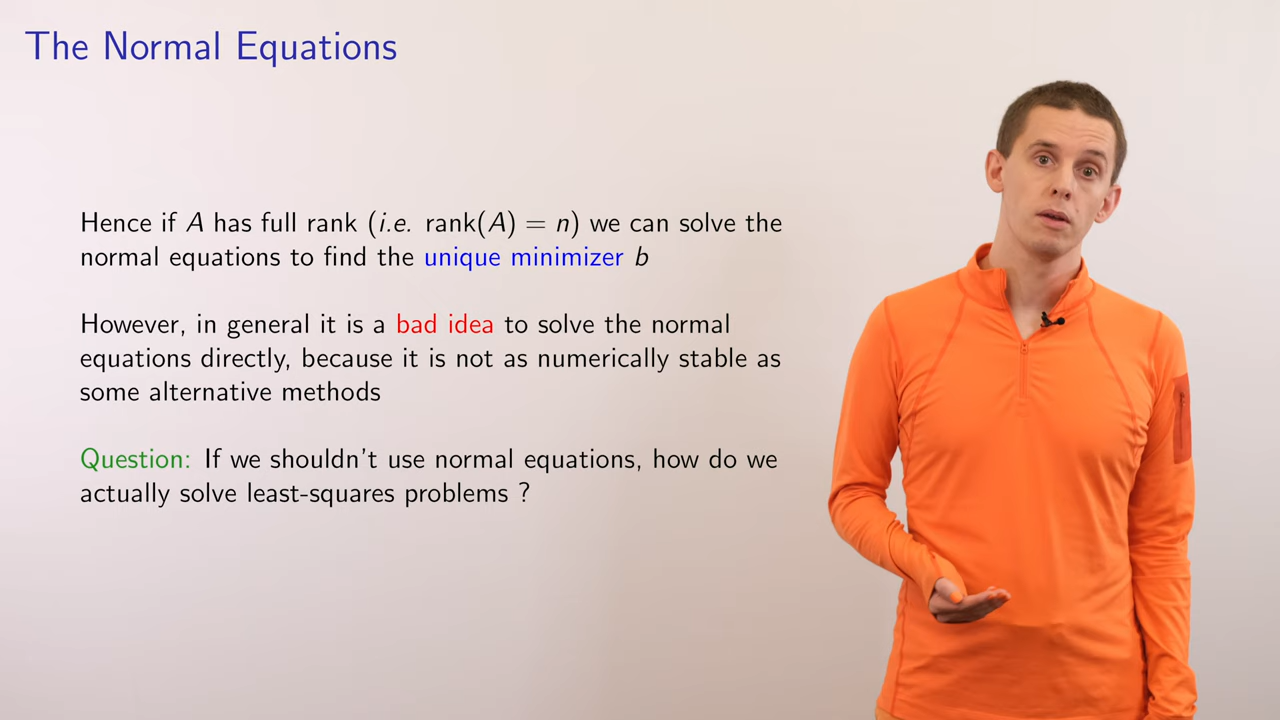 The Normal Equations
Hence if A has full rank (i.e. rank(A) = n) we can solve the
normal equations to find the unique minimizer b
However, in general it is a bad idea to solve the normal
equations directly, because it is not as numerically stable as
some alternative methods
Question: If we shouldn't use normal equations, how do we
actually solve least-squares problems ?